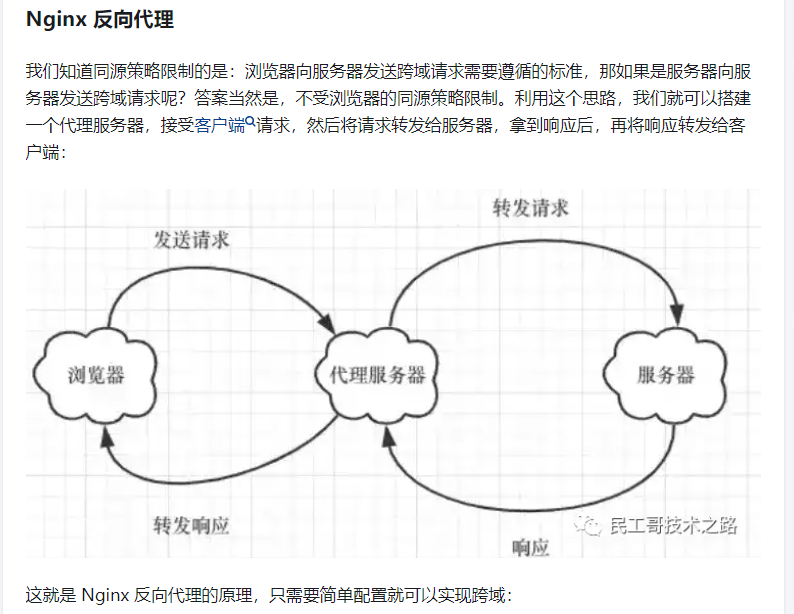 Nginx 反向代理
我们知道同源策略限制的是：浏览器向服务器发送跨域请求需要遵循的标准，那如果是服务器向服
务器发送跨域请求呢？答案当然是，不受浏览器的同源策略限制。利用这个思路，我们就可以搭建
一个代理服务器，接受客户端请求，然后将请求转发给服务器，拿到响应后，再将响应转发给客
户端：
转发请求
发送请求
浏览器
代理服务器
服务器
转发响应
民工哥技术之路
响应
这就是 Nginx 反向代理的原理，只需要简单配置就可以实现跨域：